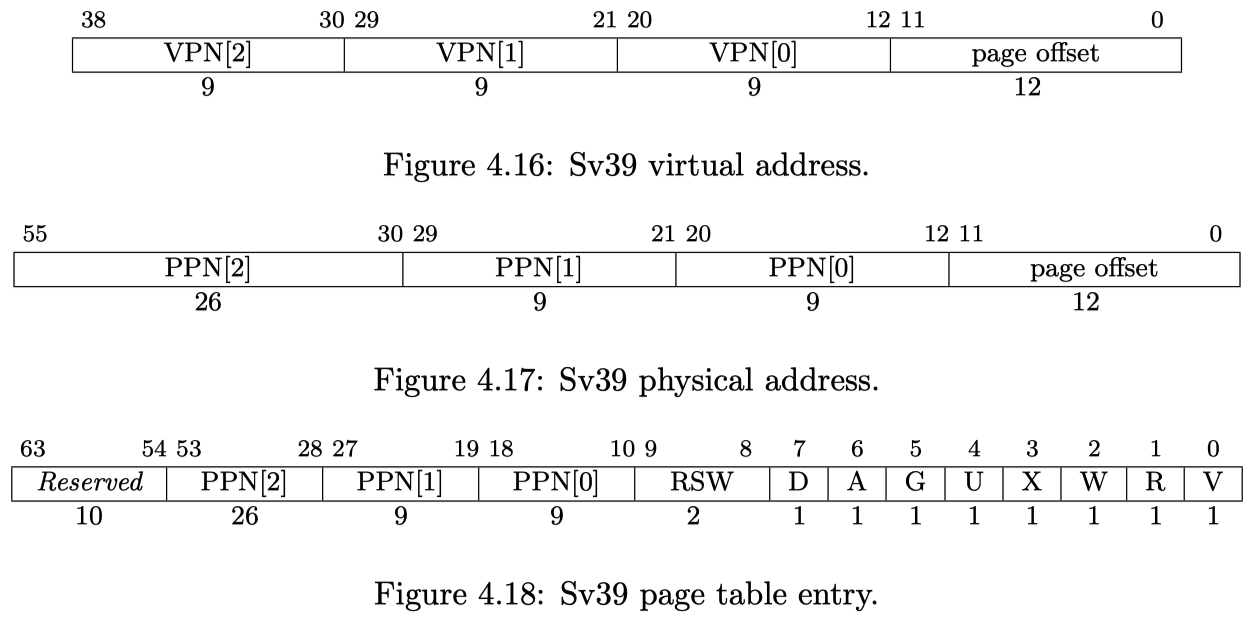 38 30 29 21 20 12 11 0
VPN[2] VPN[1] VPN[0] page offset
9 9 9 12
Figure 4.16: Sv39 virtual address.
55 30 29 21 20 12 11 0
PPN[2] PPN[1] PPN[0] page offset
26 9 9 12
Figure 4.17: Sv39 physical address.
63 54 53 28 27 19 18 10 9 8 7 6 5 4 3 2 1 0
Reserved PPN[2] PPN[1] PPN[0] RSW D A G U X W R V
10 26 9 9 2 1 1 1 1 1 1 1 1
Figure 4.18: Sv39 page table entry.